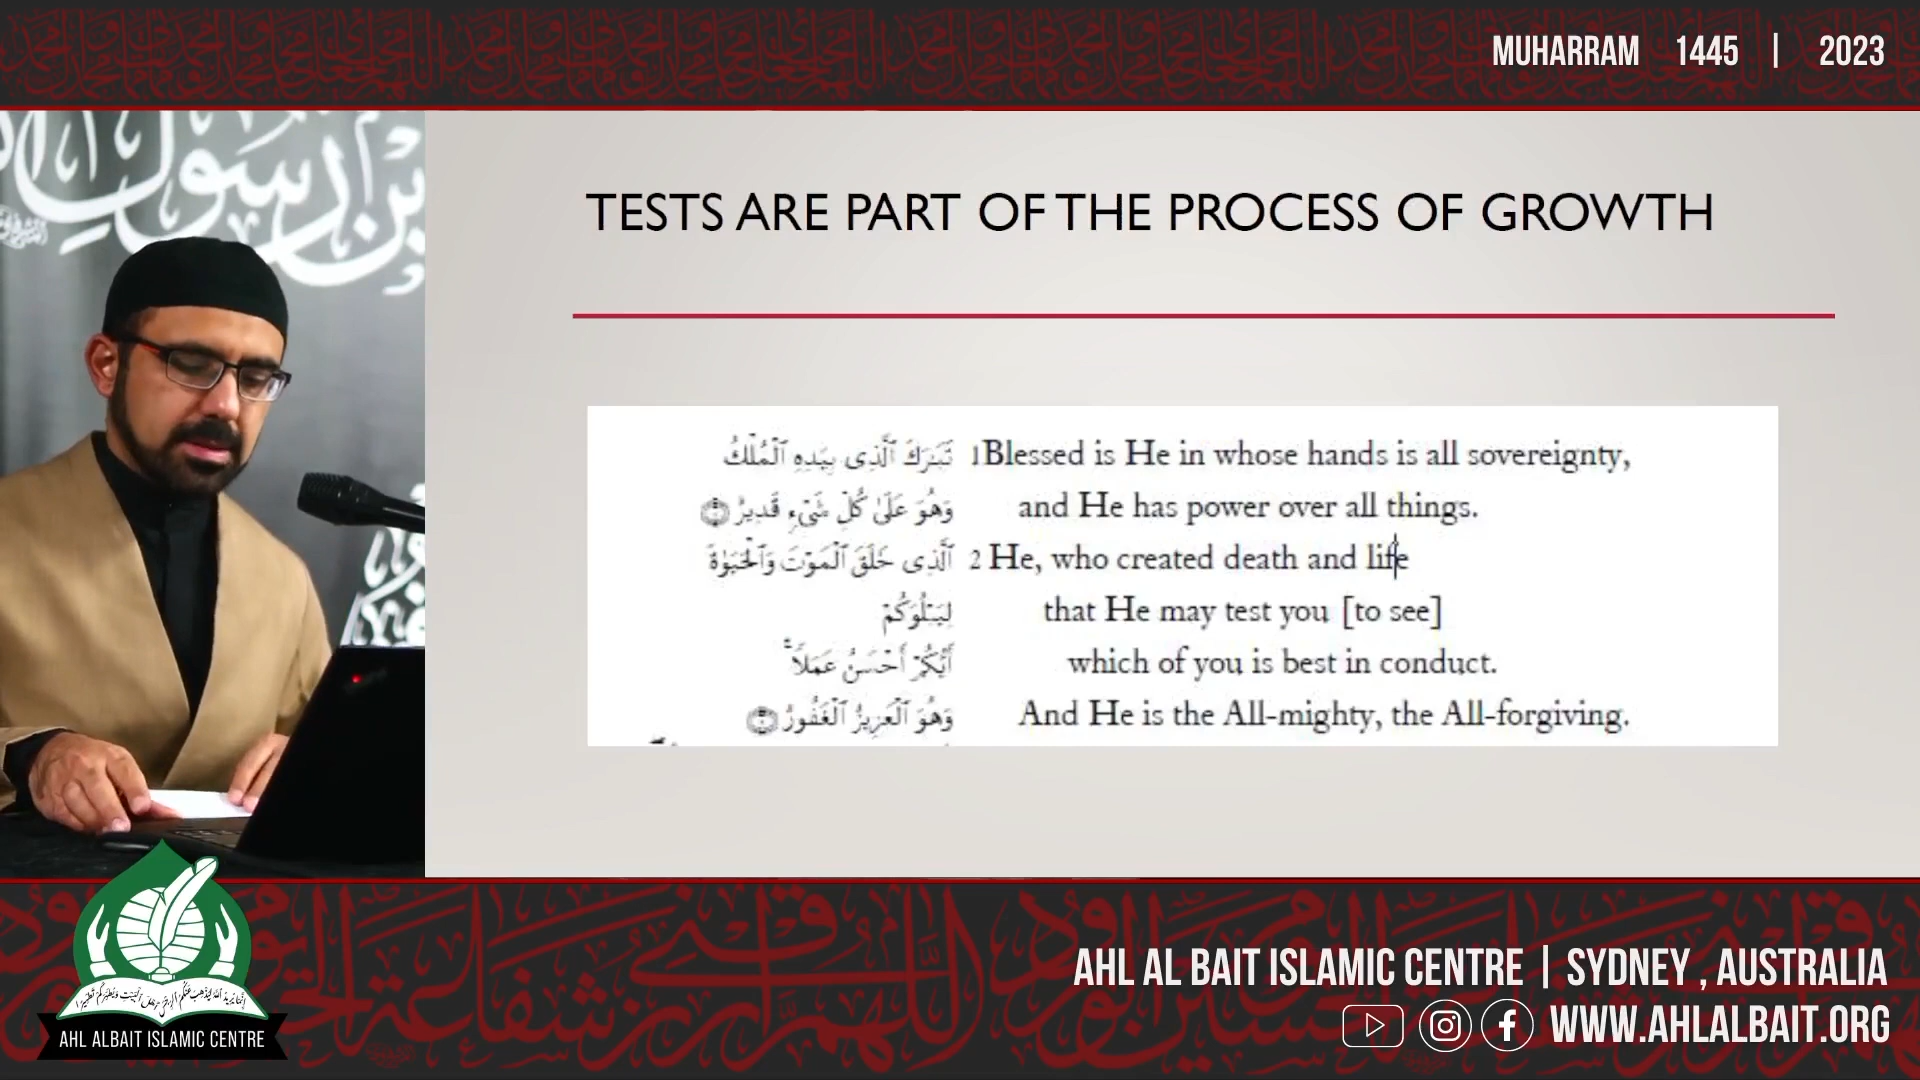 MUHARRAM 1445 | 2023
بن رسول
TESTS ARE PART OF THE PROCESS OF GROWTH
تَبَٰرَكَ ٱلَّذِى بِيَدِهِ ٱلْمُلْكُ 1Blessed is He in whose hands is all sovereignty,
وَهُوَ عَلَىٰ كُلِّ شَىْءٍ قَدِيرٌ ۝ and He has power over all things.
ٱلَّذِى خَلَقَ ٱلْمَوْتَ وَٱلْحَيَوٰةَ 2 He, who created death and life
لِيَبْلُوَكُمْ that He may test you [to see]
أَيُّكُمْ أَحْسَنُ عَمَلًا ۚ which of you is best in conduct.
وَهُوَ ٱلْعَزِيزُ ٱلْغَفُورُ ۝ And He is the All-mighty, the All-forgiving.
AHL AL BAIT ISLAMIC CENTRE | SYDNEY , AUSTRALIA
WWW.AHLALBAIT.ORG
AHL ALBAIT ISLAMIC CENTRE